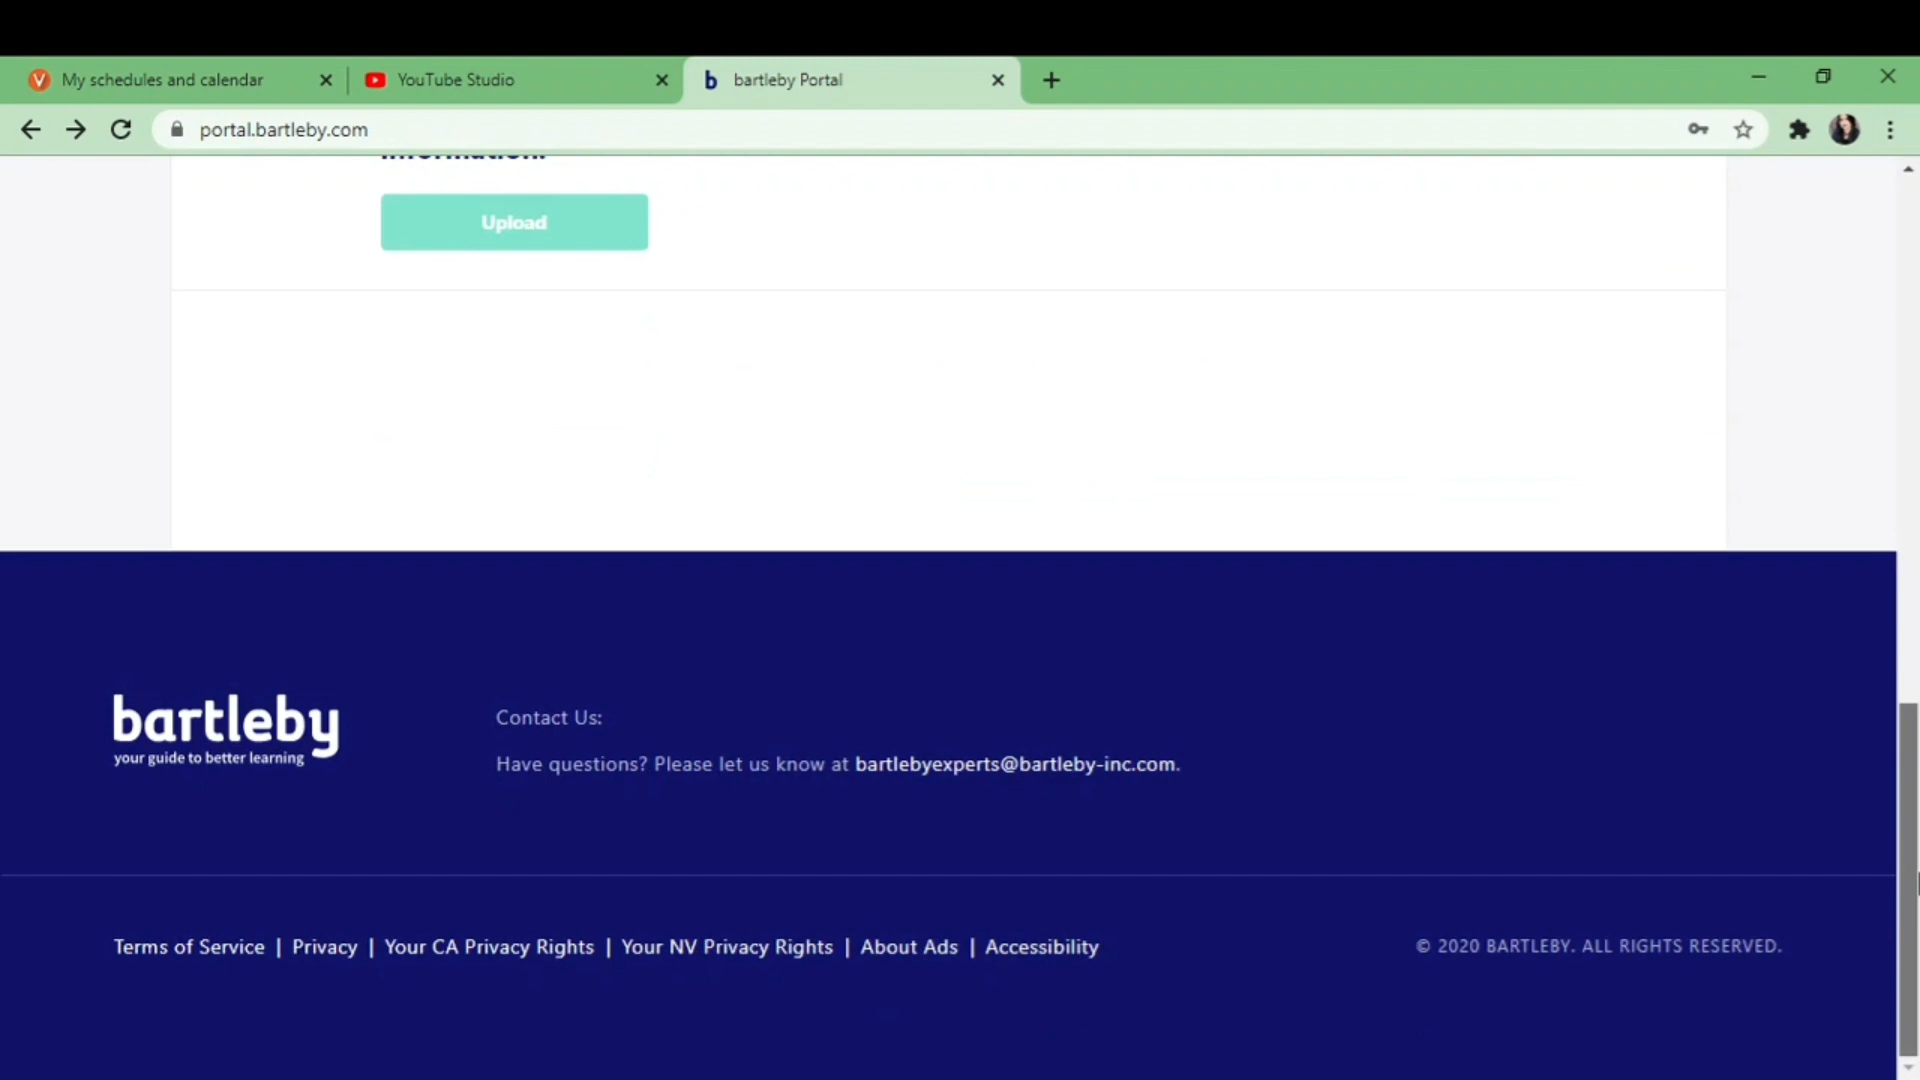 My schedules and calendar
YouTube Studio
bartleby Portal
portal.bartleby.com
Upload
bartleby
your guide to better learning
Contact Us:
Have questions? Please let us know at bartlebyexperts@bartleby-inc.com.
Terms of Service | Privacy | Your CA Privacy Rights | Your NV Privacy Rights | About Ads | Accessibility
© 2020 BARTLEBY. ALL RIGHTS RESERVED.